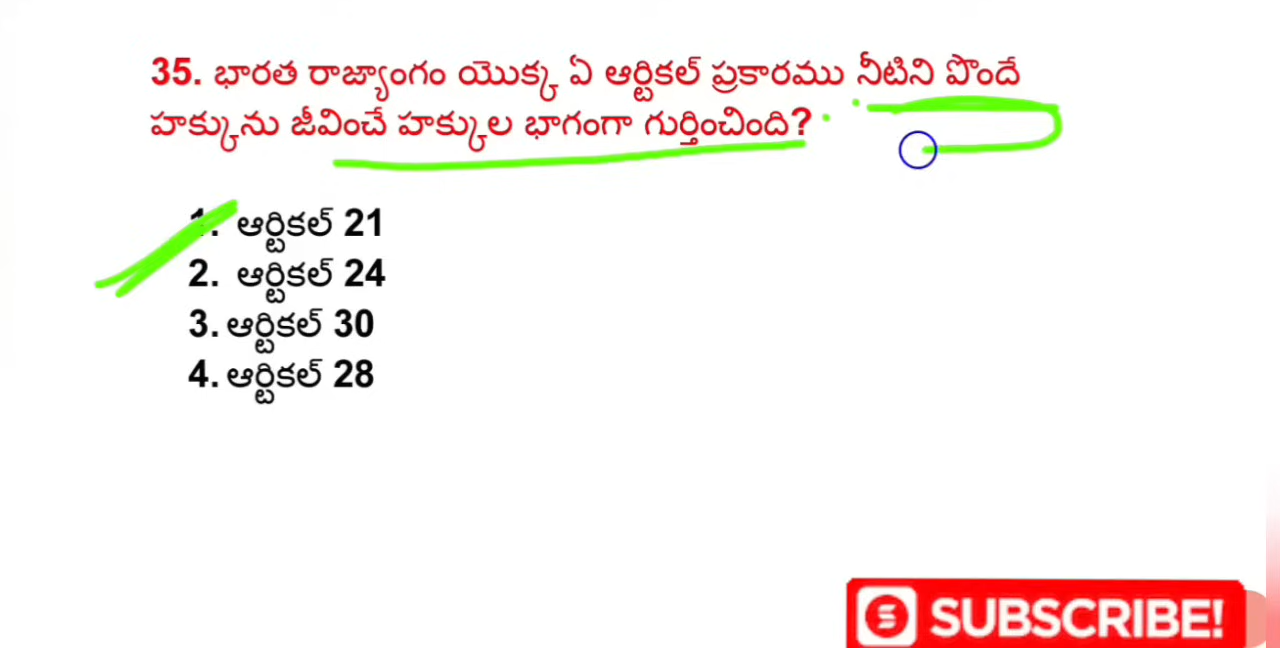 35. భారత రాజ్యాంగం యొక్క ఏ ఆర్టికల్ ప్రకారము నీటిని పొందే
హక్కును జీవించే హక్కుల భాగంగా గుర్తించింది?
1. ఆర్టికల్ 21
2. ఆర్టికల్ 24
3. ఆర్టికల్ 30
4. ఆర్టికల్ 28
SUBSCRIBE!